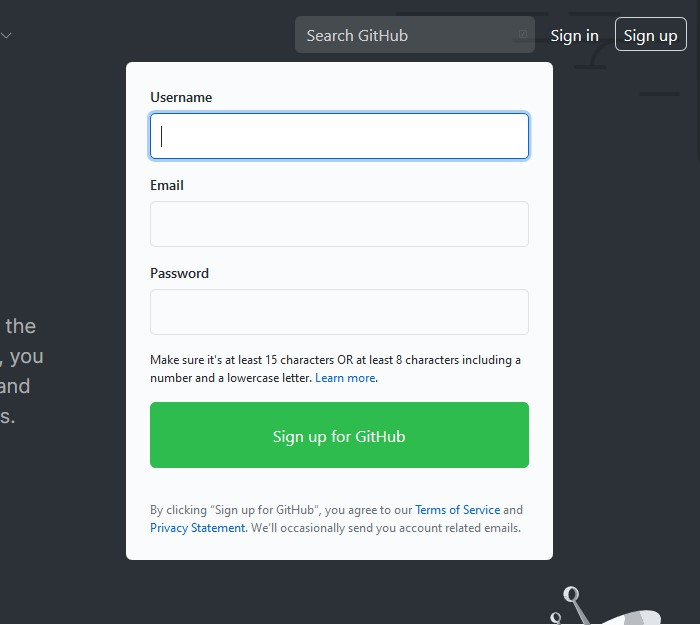 Search GitHub
Sign in
Sign up
Username
Email
Password
the
, you
and
s.
Make sure it's at least 15 characters OR at least 8 characters including a
number and a lowercase letter. Learn more.
Sign up for GitHub
By clicking “Sign up for GitHub”, you agree to our Terms of Service and
Privacy Statement. We’ll occasionally send you account related emails.